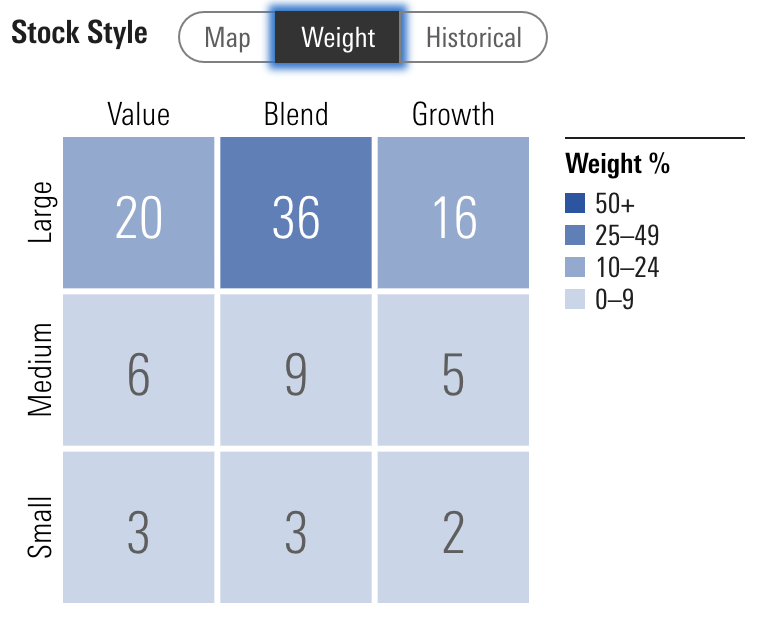 Stock Style Map Weight Historical
Value Blend Growth
Large 20 36 16
Medium 6 9 5
Small 3 3 2
Weight %
50+
25–49
10–24
0–9